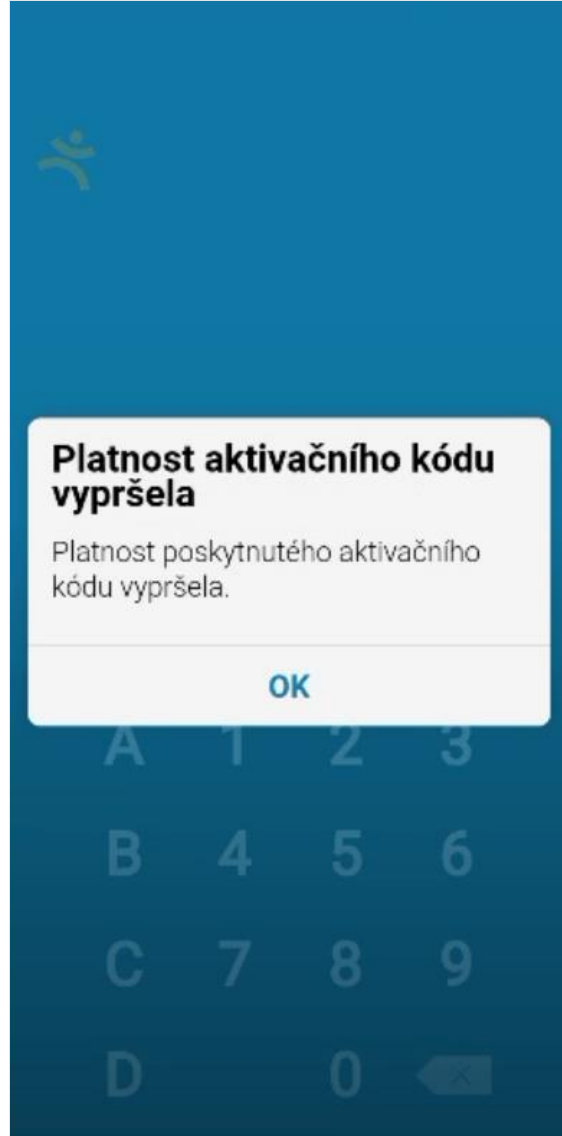 Platnost aktivačního kódu
vypršela
Platnost poskytnutého aktivačního
kódu vypršela.
OK
A 1 2 3
B 4 5 6
C 7 8 9
D 0